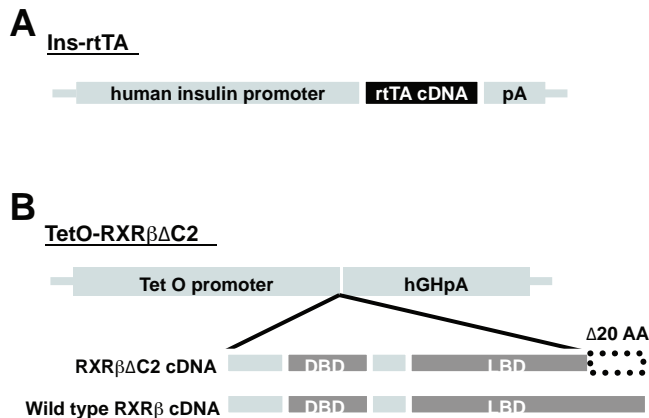 A
Ins-rtTA
human insulin promoter rtTA cDNA pA
B
TetO-RXRβΔC2
Tet O promoter hGHpA
Δ20 AA
RXRβΔC2 cDNA DBD LBD
Wild type RXRβ cDNA DBD LBD